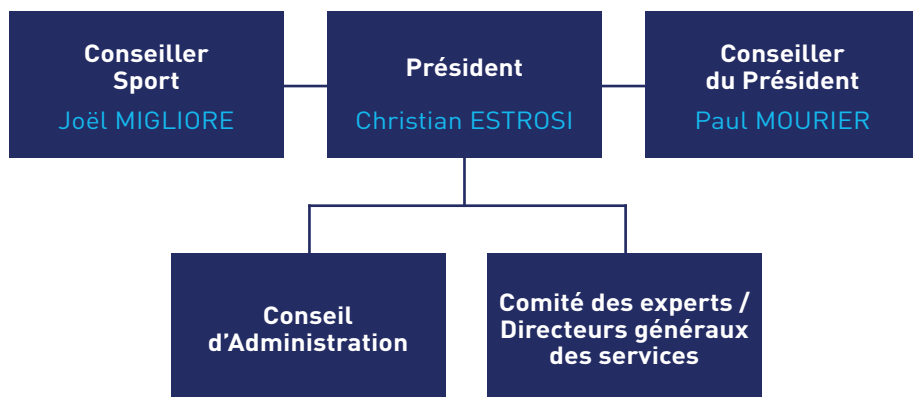 Conseiller
Sport
Joël MIGLIORE
Président
Christian ESTROSI
Conseiller
du Président
Paul MOURIER
Conseil
d’Administration
Comité des experts /
Directeurs généraux
des services